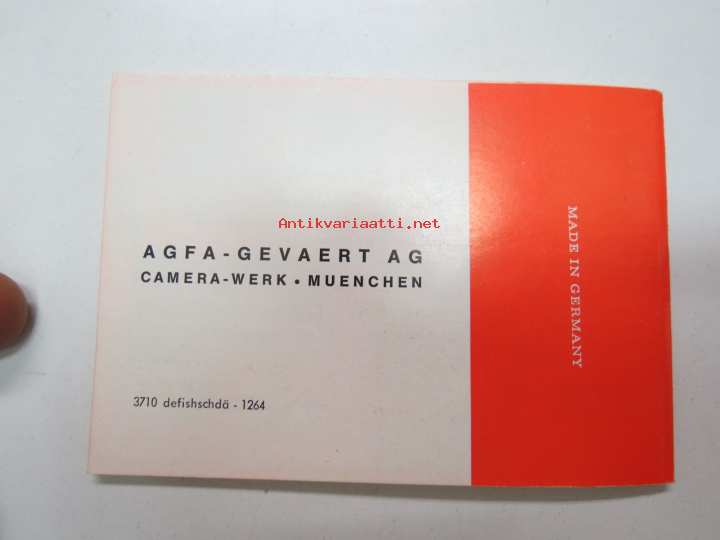 Antikvariaatti.net
AGFA-GEVAERT AG
CAMERA-WERK • MUENCHEN
3710 defishschdä - 1264
MADE IN GERMANY